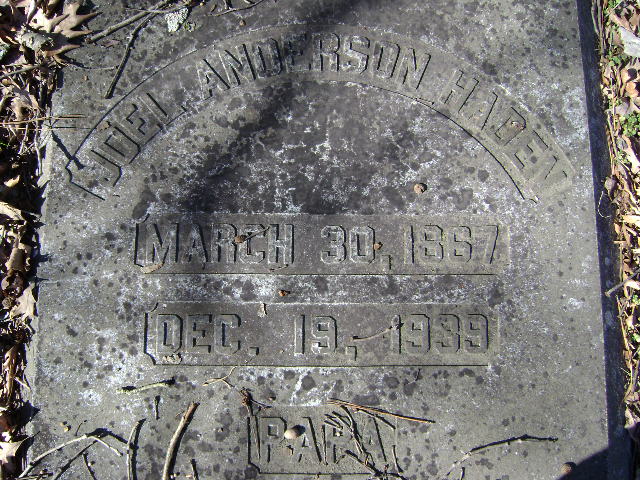 JOEL ANDERSON HADEN
MARCH 30, 1867
DEC. 19, 1939
PAPA